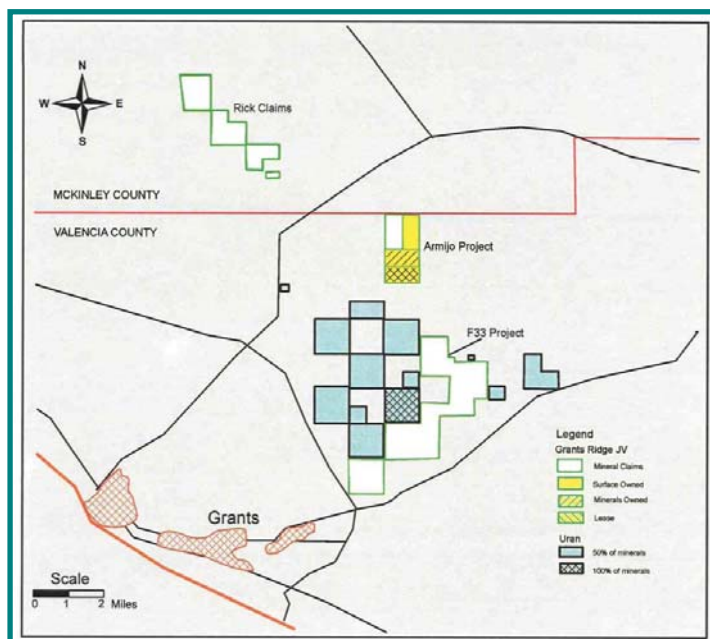 N
W E
S
Rick Claims
MCKINLEY COUNTY
VALENCIA COUNTY
Armijo Project
F33 Project
Grants
Legend
Grants Ridge JV
Mineral Claims
Surface Owned
Minerals Owned
Lease
Uran
50% of minerals
100% of minerals
Scale
0 1 2 Miles